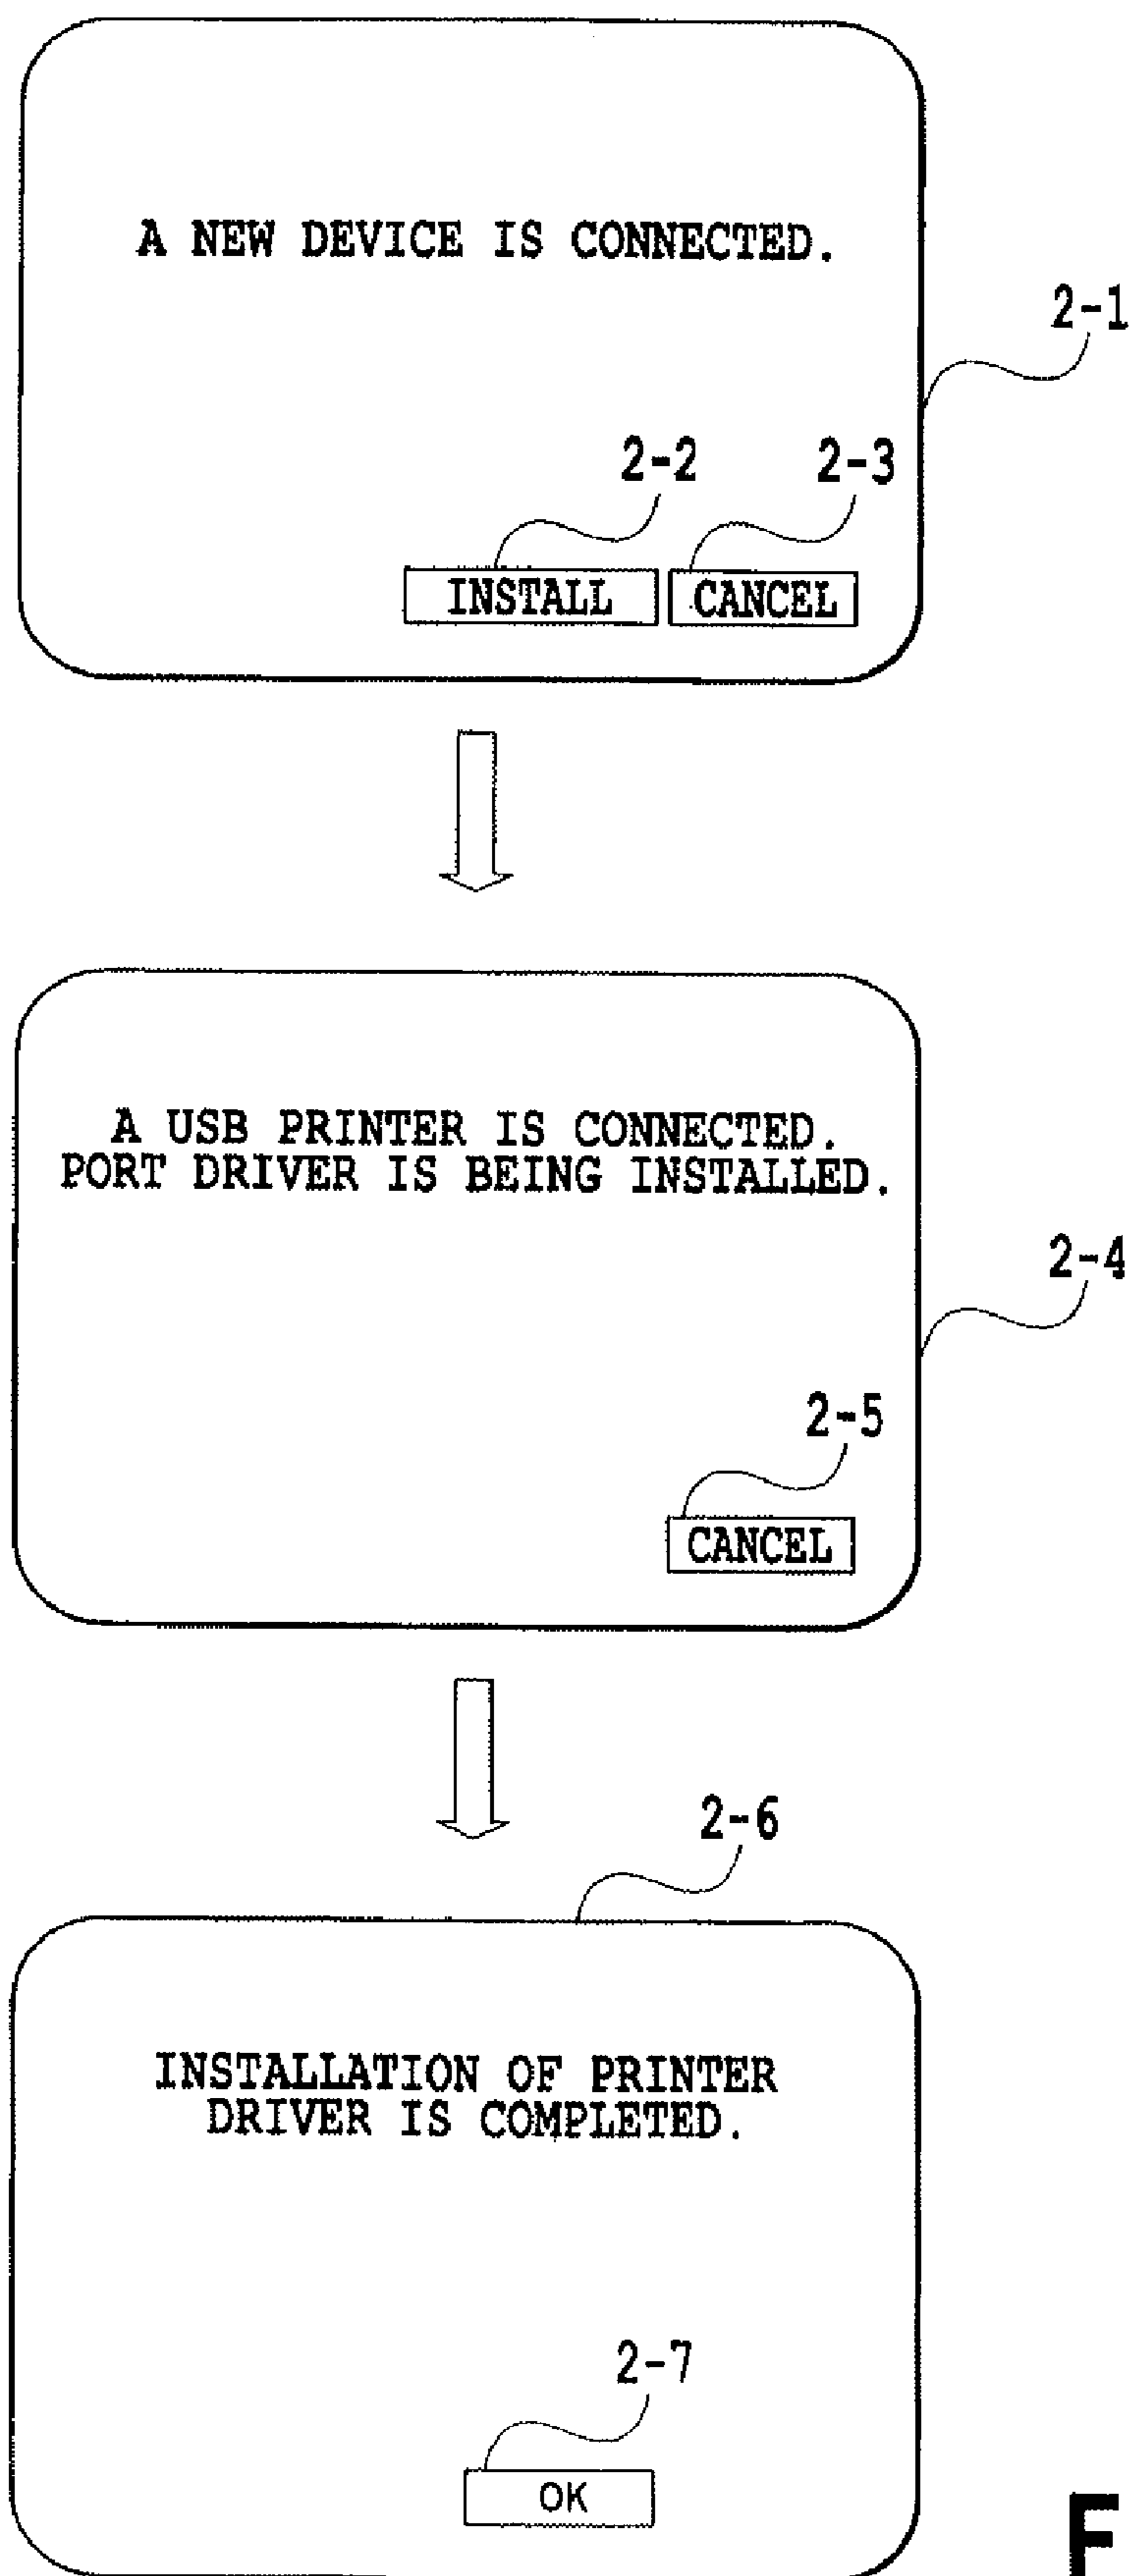 A NEW DEVICE IS CONNECTED.
2-1
2-2
2-3
INSTALL
CANCEL
A USB PRINTER IS CONNECTED.
PORT DRIVER IS BEING INSTALLED.
2-4
2-5
CANCEL
2-6
INSTALLATION OF PRINTER
DRIVER IS COMPLETED.
2-7
OK